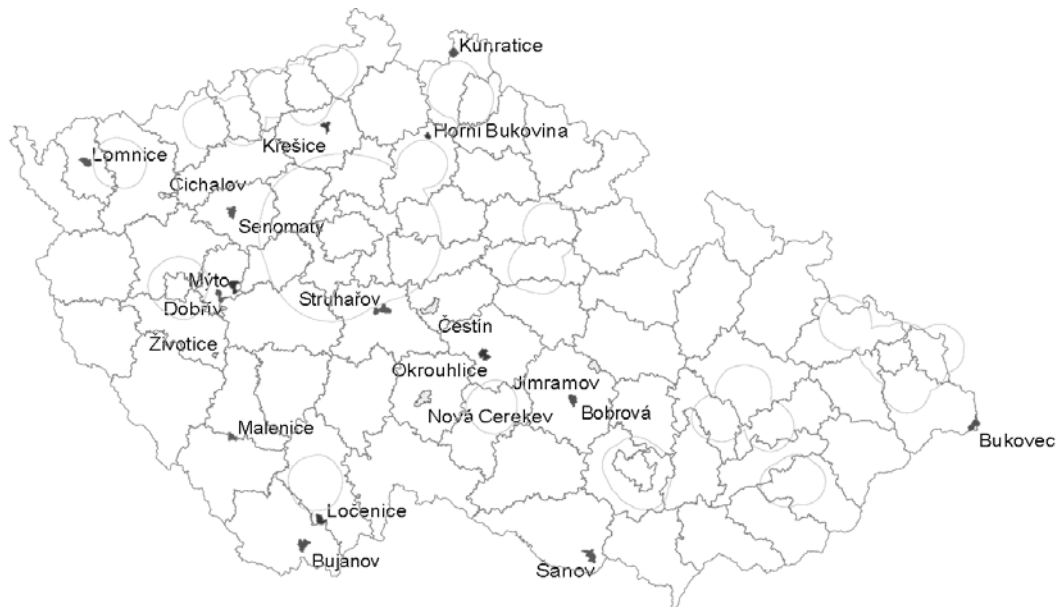 Kunratice
Horní Bukovina
Křešice
Lomnice
Čichalov
Senomaty
Mýto
Struhařov
Dobřív
Čestín
Životice
Okrouhlice
Jimramov
Nová Cerekev
Bobrová
Malenice
Bukovec
Ločenice
Bujanov
Šanov